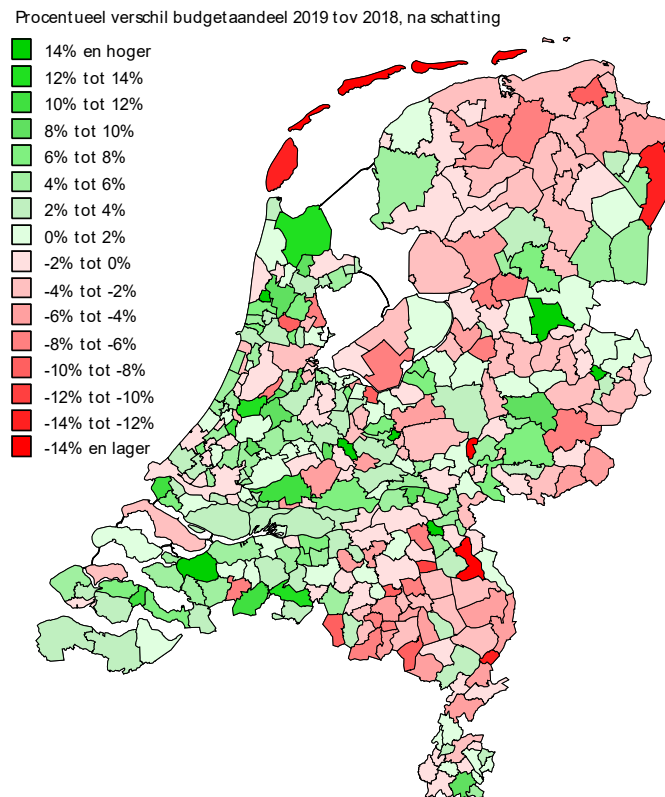 Procentueel verschil budgetaandeel 2019 tov 2018, na schatting
14% en hoger
12% tot 14%
10% tot 12%
8% tot 10%
6% tot 8%
4% tot 6%
2% tot 4%
0% tot 2%
-2% tot 0%
-4% tot -2%
-6% tot -4%
-8% tot -6%
-10% tot -8%
-12% tot -10%
-14% tot -12%
-14% en lager